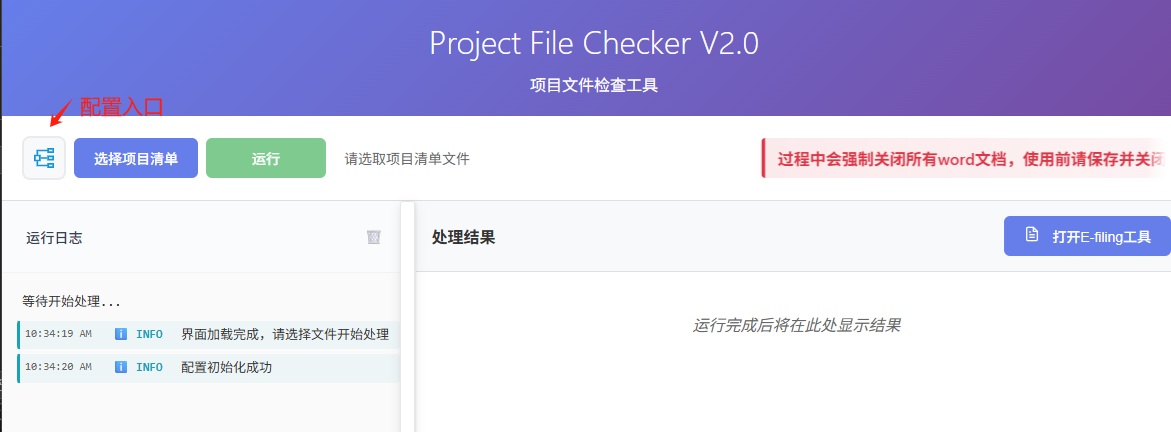 Project File Checker V2.0
项目文件检查工具
配置入口
选择项目清单
运行
请选取项目清单文件
过程中会强制关闭所有word文档，使用前请保存并关闭
运行日志
处理结果
打开E-filing工具
等待开始处理...
10:34:19 AM INFO 界面加载完成，请选择文件开始处理
10:34:20 AM INFO 配置初始化成功
运行完成后将在此处显示结果